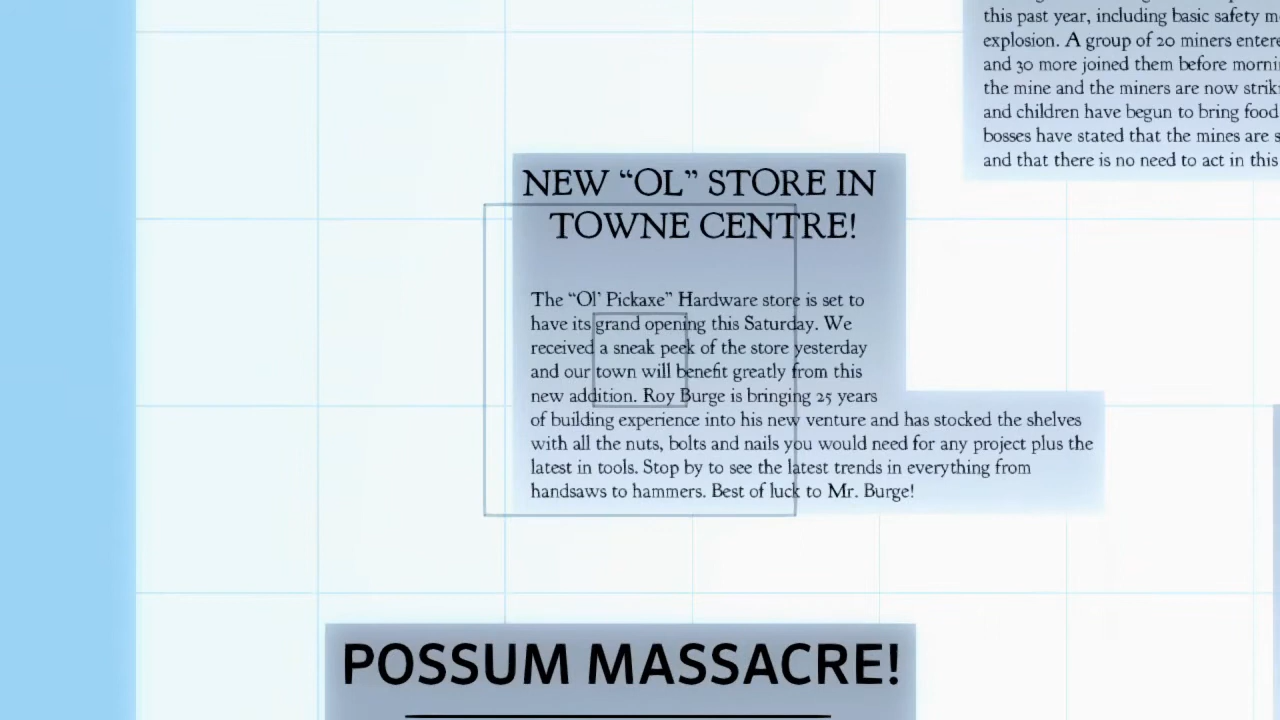 this past year, including basic safety
explosion. A group of 20 miners
and 30 more joined them before
the mine and the miners are now
and children have begun to bring food
bosses have stated that the mines are
and that there is no need to act in this
NEW “OL” STORE IN
TOWNE CENTRE!
The “Ol’ Pickaxe” Hardware store is set to
have its grand opening this Saturday. We
received a sneak peek of the store yesterday
and our town will benefit greatly from this
new addition. Roy Burge is bringing 25 years
of building experience into his new venture and has stocked the shelves
with all the nuts, bolts and nails you would need for any project plus the
latest in tools. Stop by to see the latest trends in everything from
handsaws to hammers. Best of luck to Mr. Burge!
POSSUM MASSACRE!